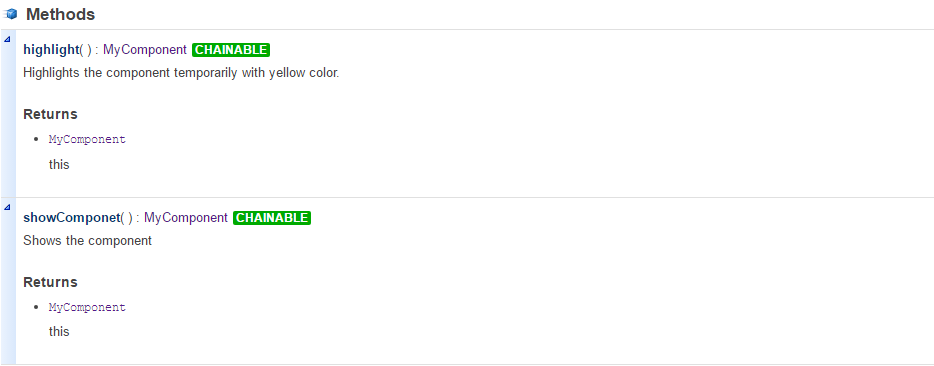 Methods
highlight( ) : MyComponent CHAINABLE
Highlights the component temporarily with yellow color.
Returns
• MyComponent
this
showComponet( ) : MyComponent CHAINABLE
Shows the component
Returns
• MyComponent
this